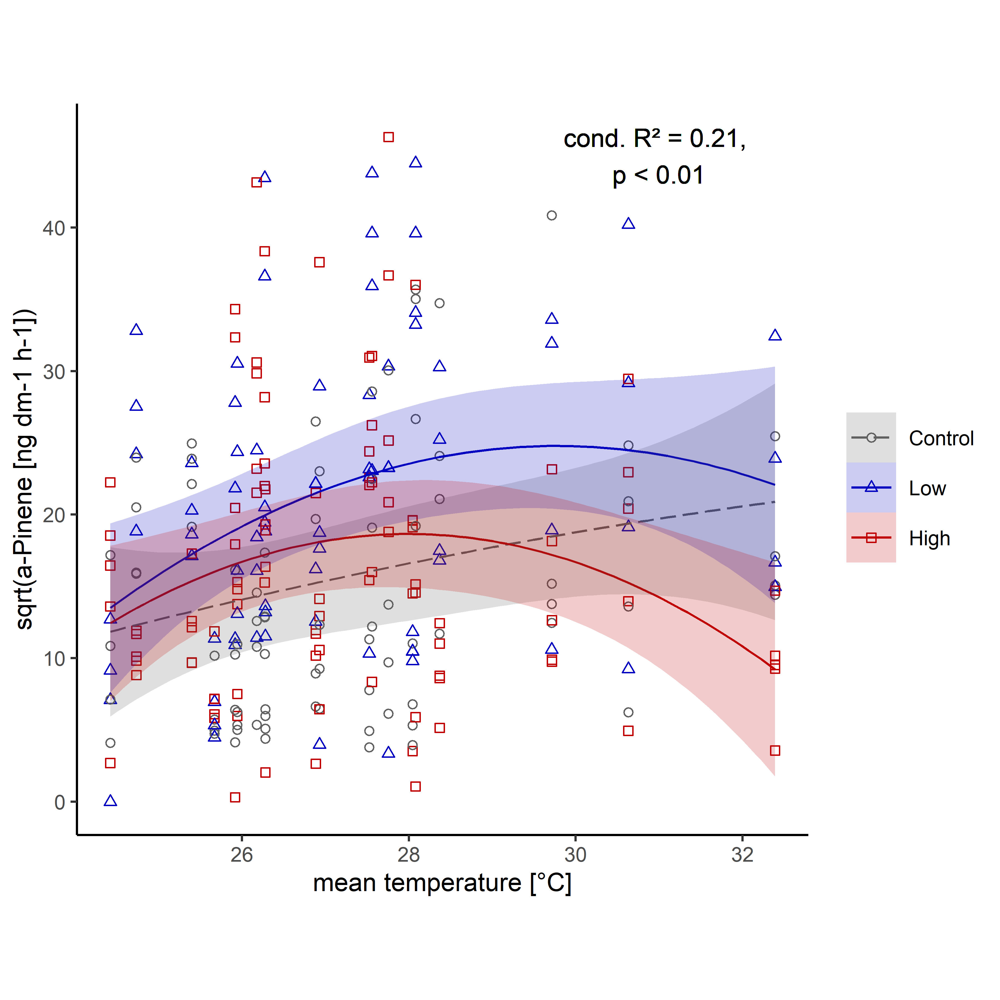 cond. R² = 0.21,
p < 0.01
40
30
20
10
0
sqrt(a-Pinene [ng dm-1 h-1])
26 28 30 32
mean temperature [°C]
Control
Low
High